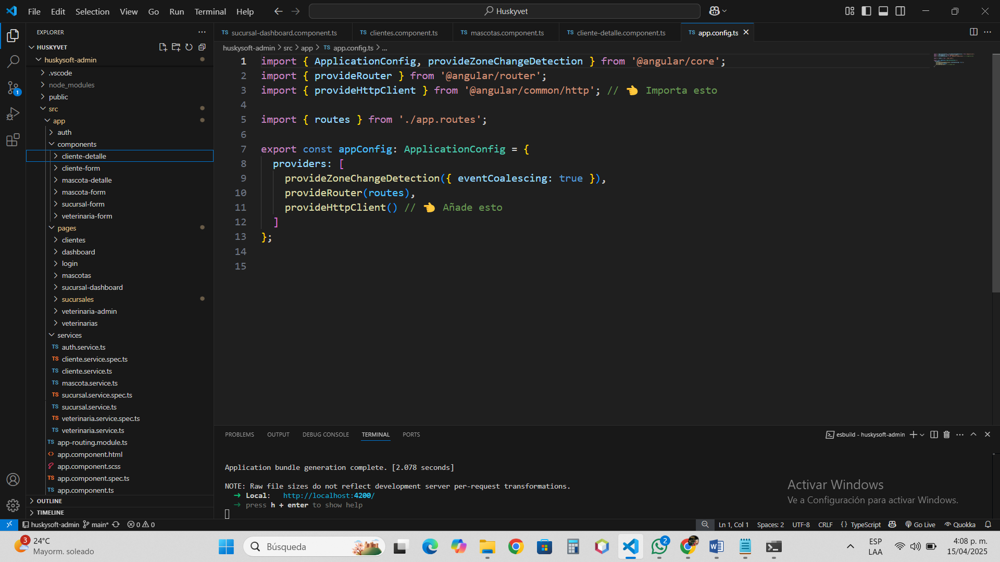 File Edit Selection View Go Run Terminal Help
Huskyvet
EXPLORER
HUSKYVET
huskysoft-admin
.vscode
node_modules
public
src
app
auth
components
cliente-detalle
cliente-form
mascota-detalle
mascota-form
sucursal-form
veterinaria-form
pages
clientes
dashboard
login
mascotas
sucursal-dashboard
sucursales
veterinaria-admin
veterinarias
services
TS auth.service.ts
TS cliente.service.spec.ts
TS cliente.service.ts
TS mascota.service.ts
TS sucursal.service.spec.ts
TS sucursal.service.ts
TS veterinaria.service.spec.ts
TS veterinaria.service.ts
TS app-routing.module.ts
<> app.component.html
app.component.scss
TS app.component.spec.ts
TS app.component.ts
OUTLINE
TIMELINE
1
TS sucursal-dashboard.component.ts TS clientes.component.ts TS mascotas.component.ts TS cliente-detalle.component.ts TS app.config.ts
huskysoft-admin > src > app > TS app.config.ts > ...
1 import { ApplicationConfig, provideZoneChangeDetection } from '@angular/core';
2 import { provideRouter } from '@angular/router';
3 import { provideHttpClient } from '@angular/common/http'; // 👈 Importa esto
4
5 import { routes } from './app.routes';
6
7 export const appConfig: ApplicationConfig = {
8 providers: [
9 provideZoneChangeDetection({ eventCoalescing: true }),
10 provideRouter(routes),
11 provideHttpClient() // 👈 Añade esto
12 ]
13 };
14
15
PROBLEMS OUTPUT DEBUG CONSOLE TERMINAL PORTS
esbuild - huskysoft-admin
Application bundle generation complete. [2.078 seconds]
NOTE: Raw file sizes do not reflect development server per-request transformations.
➜ Local: http://localhost:4200/
➜ press h + enter to show help
Activar Windows
Ve a Configuración para activar Windows.
huskysoft-admin main* 0 0
Ln 1, Col 1 Spaces: 2 UTF-8 CRLF {} TypeScript Go Live Quokka
3
24°C
Mayorm. soleado
Búsqueda
2
ESP
LAA
4:08 p. m.
15/04/2025